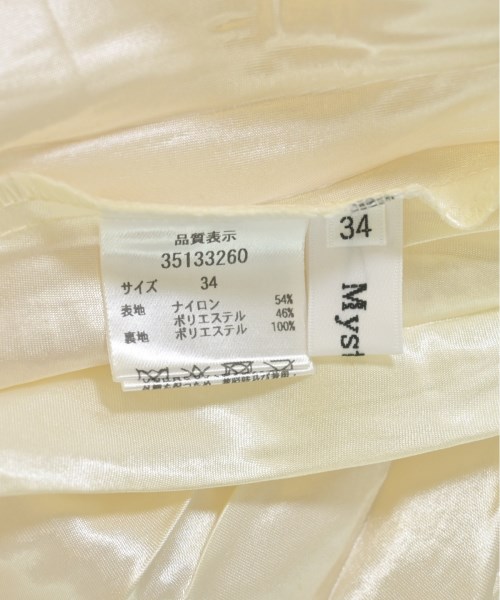 品質表示
35133260
サイズ 34
表地 ナイロン 54%
ポリエステル 46%
裏地 ポリエステル 100%
34
Myst